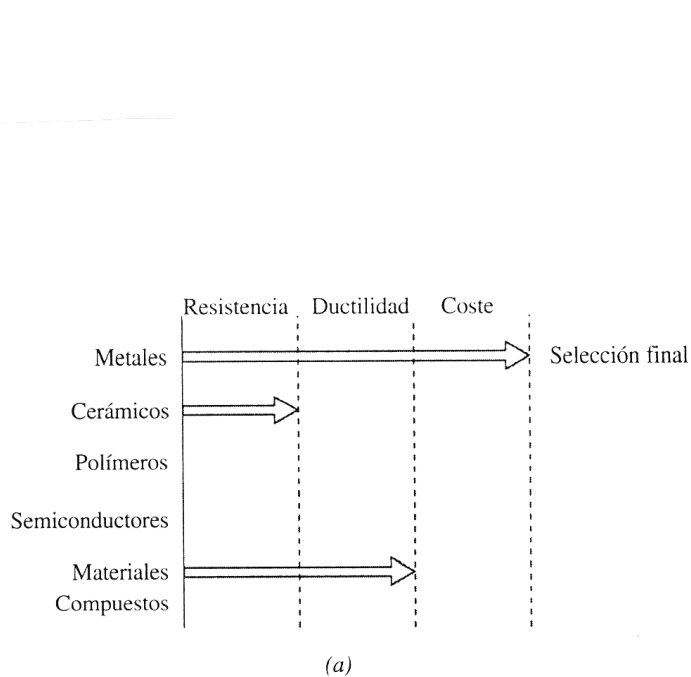 Resistencia Ductilidad Coste
Metales Selección final
Cerámicos
Polímeros
Semiconductores
Materiales
Compuestos
(a)